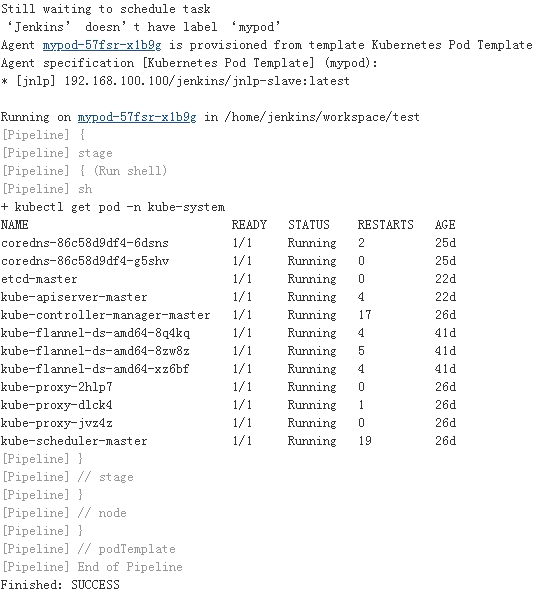 Still waiting to schedule task
‘Jenkins’ doesn’t have label ‘mypod’
Agent mypod-57fsr-x1b9g is provisioned from template Kubernetes Pod Template
Agent specification [Kubernetes Pod Template] (mypod):
* [jnlp] 192.168.100.100/jenkins/jnlp-slave:latest
Running on mypod-57fsr-x1b9g in /home/jenkins/workspace/test
[Pipeline] {
[Pipeline] stage
[Pipeline] { (Run shell)
[Pipeline] sh
+ kubectl get pod -n kube-system
NAME READY STATUS RESTARTS AGE
coredns-86c58d9df4-6dsns 1/1 Running 2 25d
coredns-86c58d9df4-g5shv 1/1 Running 0 25d
etcd-master 1/1 Running 0 22d
kube-apiserver-master 1/1 Running 4 22d
kube-controller-manager-master 1/1 Running 17 26d
kube-flannel-ds-amd64-8q4kq 1/1 Running 4 41d
kube-flannel-ds-amd64-8zw8z 1/1 Running 5 41d
kube-flannel-ds-amd64-xz6bf 1/1 Running 4 41d
kube-proxy-2hlp7 1/1 Running 0 26d
kube-proxy-dlck4 1/1 Running 1 26d
kube-proxy-jvz4z 1/1 Running 0 26d
kube-scheduler-master 1/1 Running 19 26d
[Pipeline] }
[Pipeline] // stage
[Pipeline] }
[Pipeline] // node
[Pipeline] }
[Pipeline] // podTemplate
[Pipeline] End of Pipeline
Finished: SUCCESS